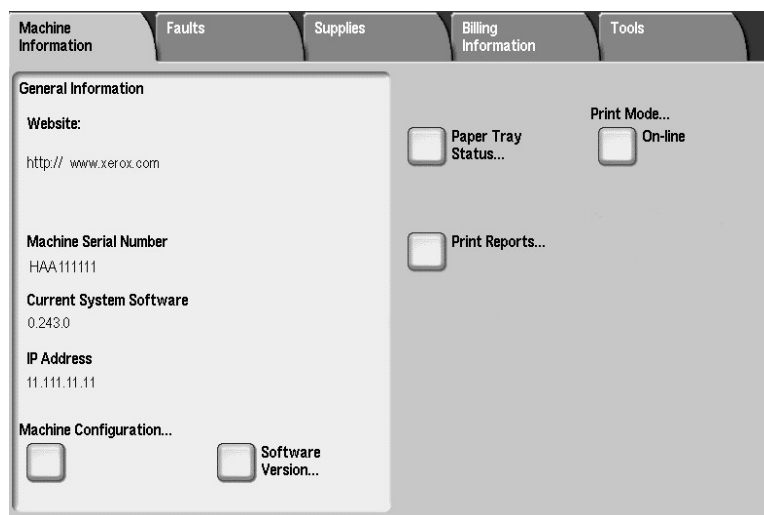 Machine
Information
Faults
Supplies
Billing
Information
Tools
General Information
Website:
http:// www.xerox.com
Machine Serial Number
HAA111111
Current System Software
0.243.0
IP Address
11.111.11.11
Machine Configuration...
Software
Version...
Paper Tray
Status...
Print Mode...
On-line
Print Reports...